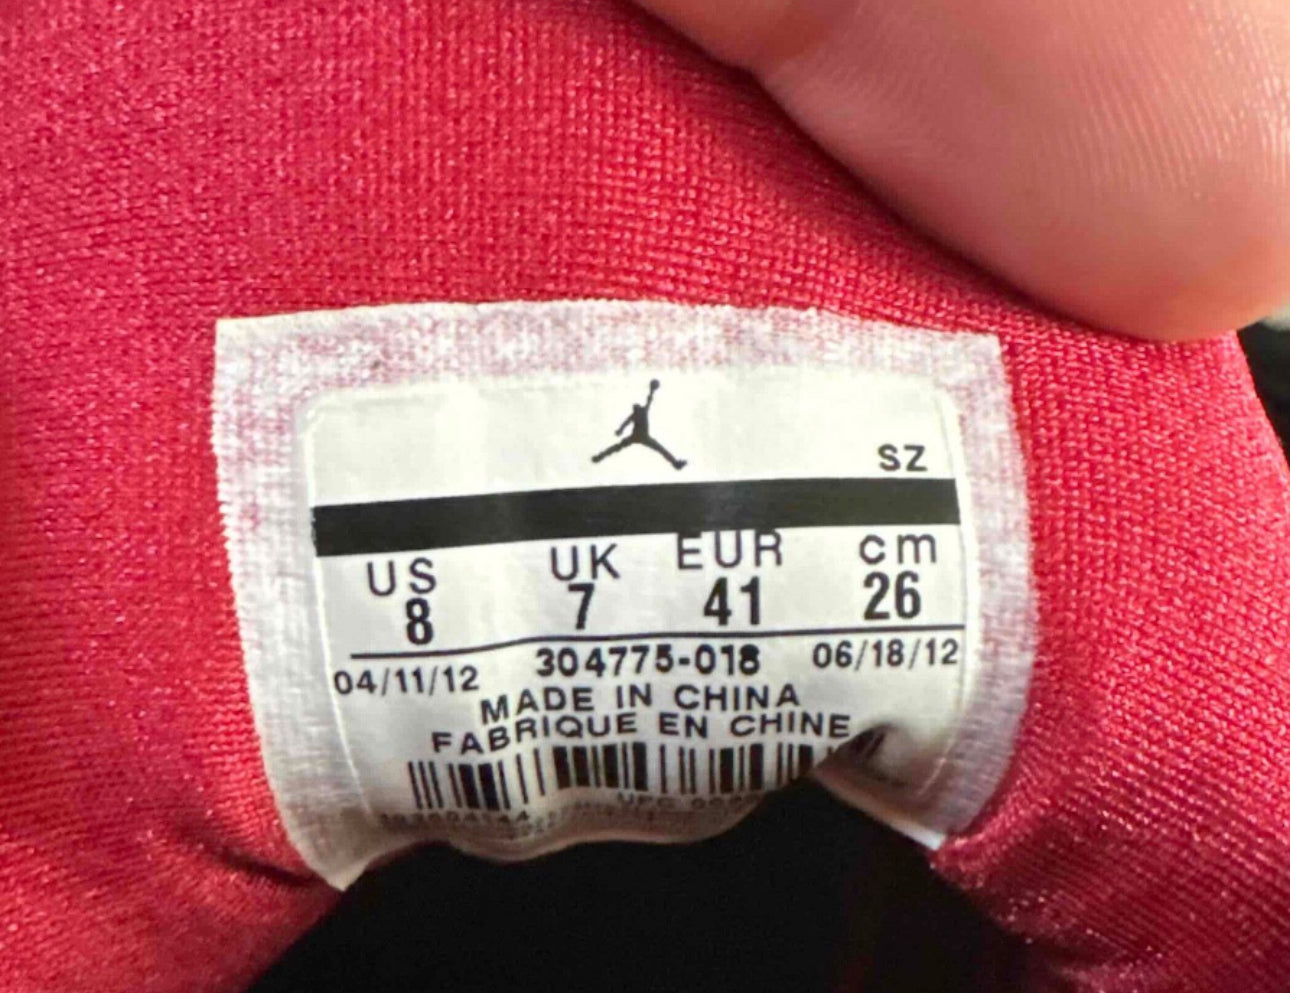 SZ
US UK EUR cm
8 7 41 26
04/11/12 304775-018 06/18/12
MADE IN CHINA
FABRIQUE EN CHINE
UPC